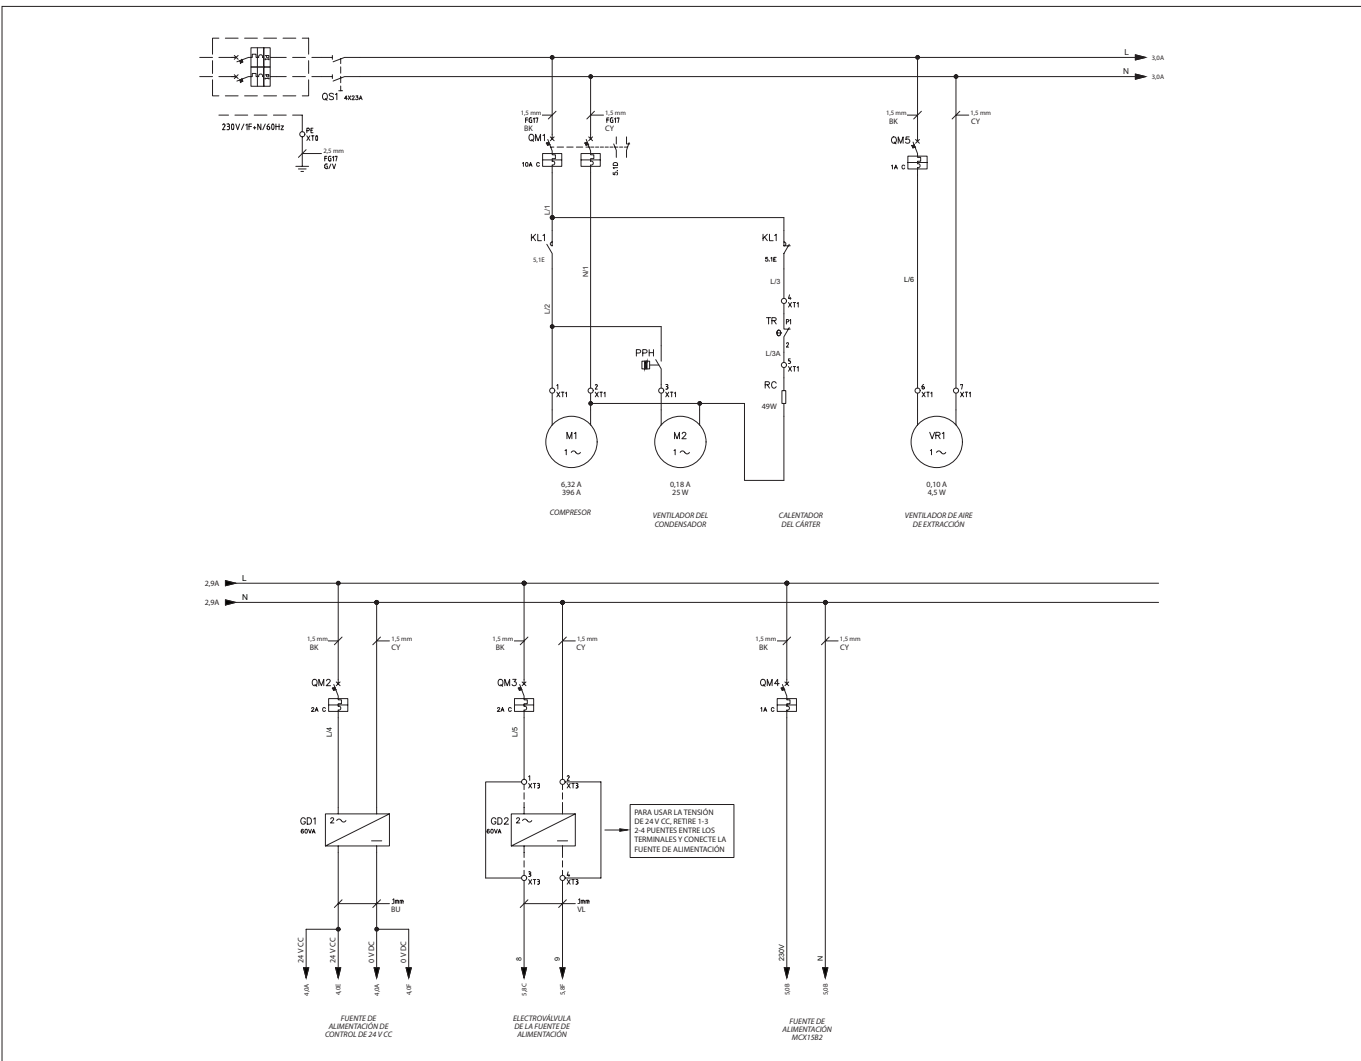 L
3,0A
N
3,0A
QS1 4X23A
230V/1F+N/60Hz
PE
XT0
2,5 mm
FG17
G/V
1,5 mm
FG17
BK
1,5 mm
FG17
CY
QM1
10A C
5.1D
L/1
KL1
5,1E
N/1
L/2
KL1
5.1E
L/3
4
XT1
TR
P1
2
L/3A
5
XT1
PPH
RC
49W
1
XT1
2
XT1
3
XT1
M1
1 ~
M2
1 ~
6,32 A
396 A
COMPRESOR
0,18 A
25 W
VENTILADOR DEL
CONDENSADOR
CALENTADOR
DEL CÁRTER
1,5 mm
BK
1,5 mm
CY
QM5
1A C
L/6
6
XT1
7
XT1
VR1
1 ~
0,10 A
4,5 W
VENTILADOR DE AIRE
DE EXTRACCIÓN
2,9A
L
2,9A
N
1,5 mm
BK
1,5 mm
CY
QM2
2A C
L/4
GD1
60VA
2 ~
1mm
BU
24 V CC
24 V CC
0 V DC
0 V DC
4,0A
4,0E
4,0A
4,0F
FUENTE DE
ALIMENTACIÓN DE
CONTROL DE 24 V CC
1,5 mm
BK
1,5 mm
CY
QM3
2A C
L/5
1
XT3
2
XT3
GD2
60VA
2 ~
3
XT3
4
XT3
1mm
VL
8
9
5,8C
5,8F
ELECTROVÁLVULA
DE LA FUENTE DE
ALIMENTACIÓN
PARA USAR LA TENSIÓN
DE 24 V CC, RETIRE 1-3
2-4 PUENTES ENTRE LOS
TERMINALES Y CONECTE LA
FUENTE DE ALIMENTACIÓN
1,5 mm
BK
1,5 mm
CY
QM4
1A C
230V
N
5,0B
5,0B
FUENTE DE
ALIMENTACIÓN
MCX15B2